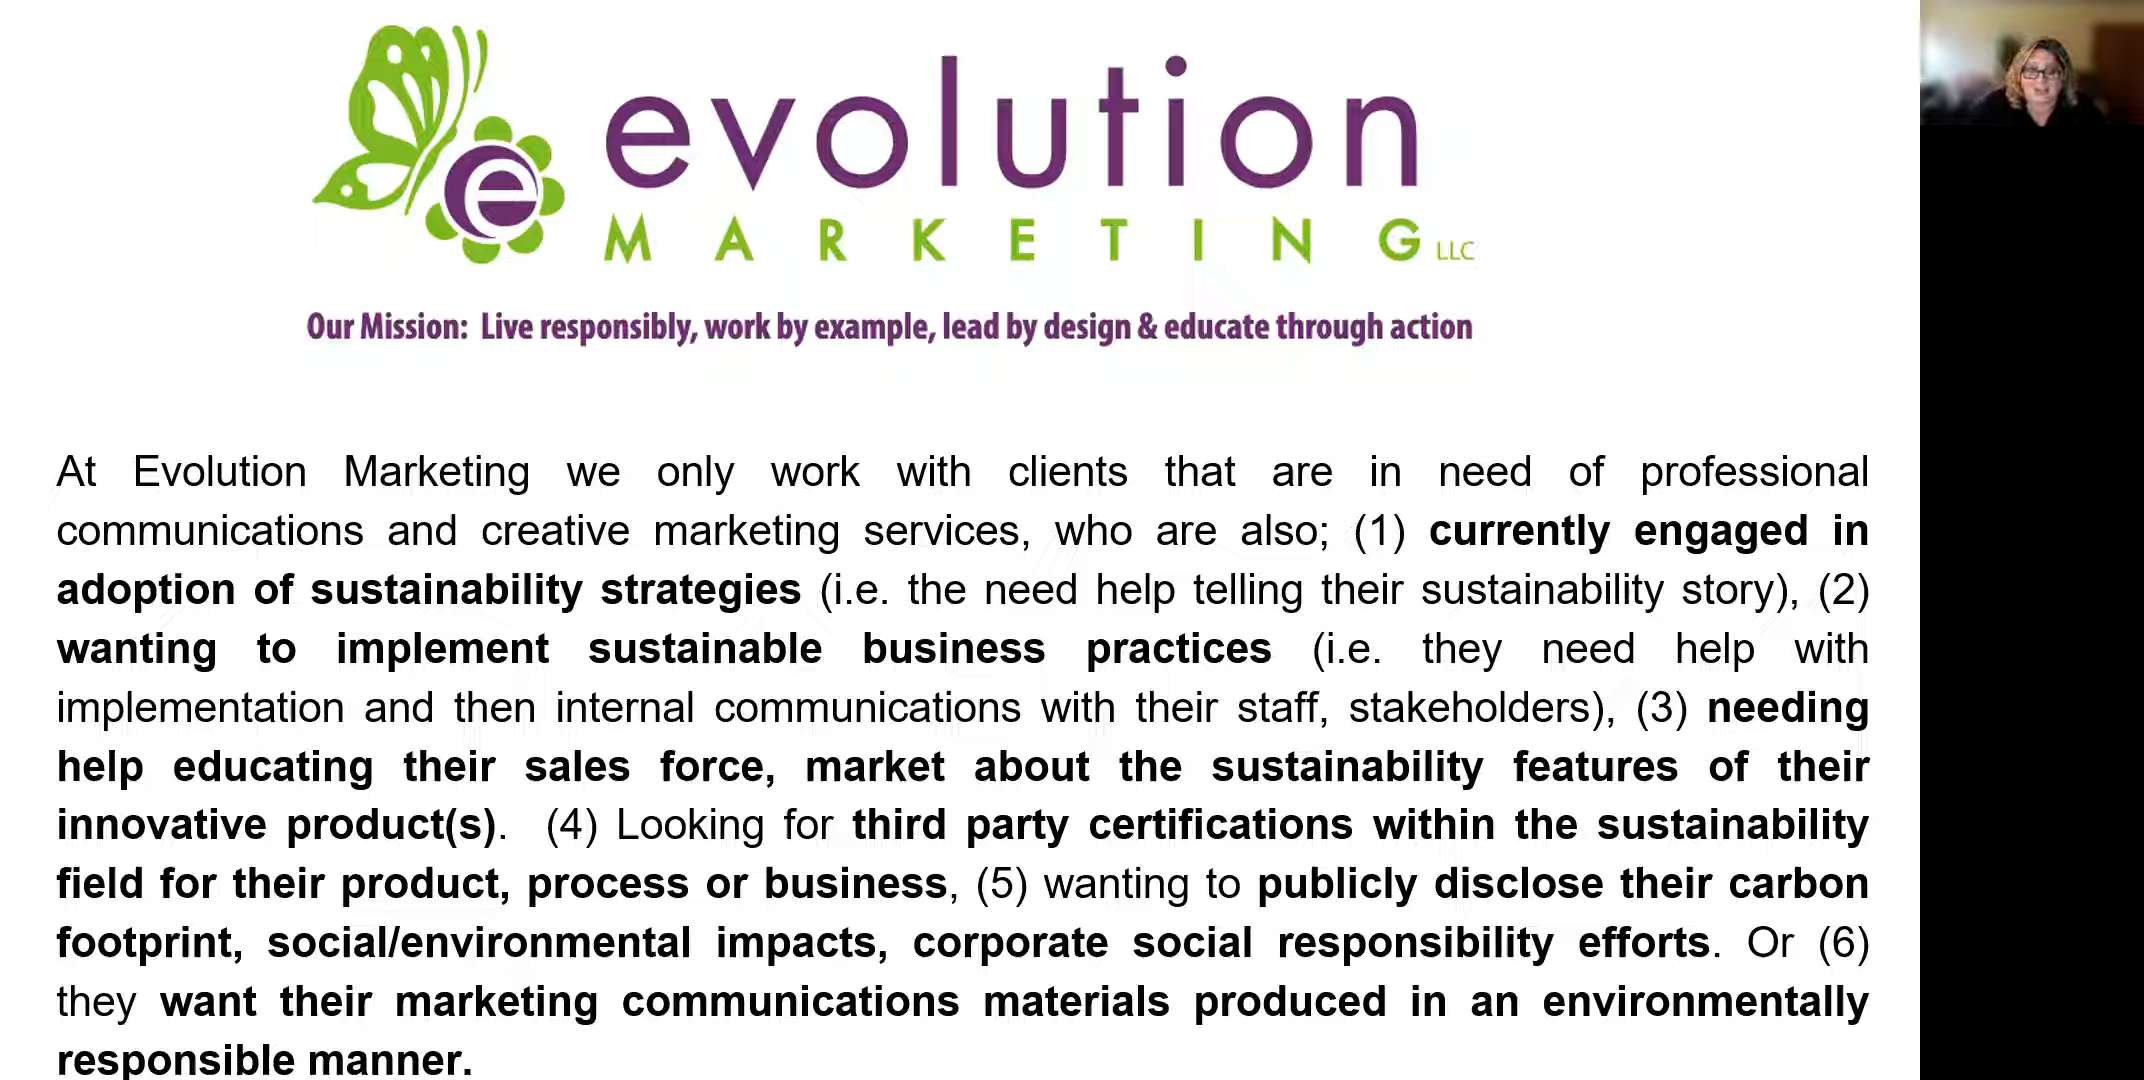 evolution
MARKETING LLC
e
Our Mission: Live responsibly, work by example, lead by design & educate through action
At Evolution Marketing we only work with clients that are in need of professional
communications and creative marketing services, who are also; (1) currently engaged in
adoption of sustainability strategies (i.e. the need help telling their sustainability story), (2)
wanting to implement sustainable business practices (i.e. they need help with
implementation and then internal communications with their staff, stakeholders), (3) needing
help educating their sales force, market about the sustainability features of their
innovative product(s). (4) Looking for third party certifications within the sustainability
field for their product, process or business, (5) wanting to publicly disclose their carbon
footprint, social/environmental impacts, corporate social responsibility efforts. Or (6)
they want their marketing communications materials produced in an environmentally
responsible manner.